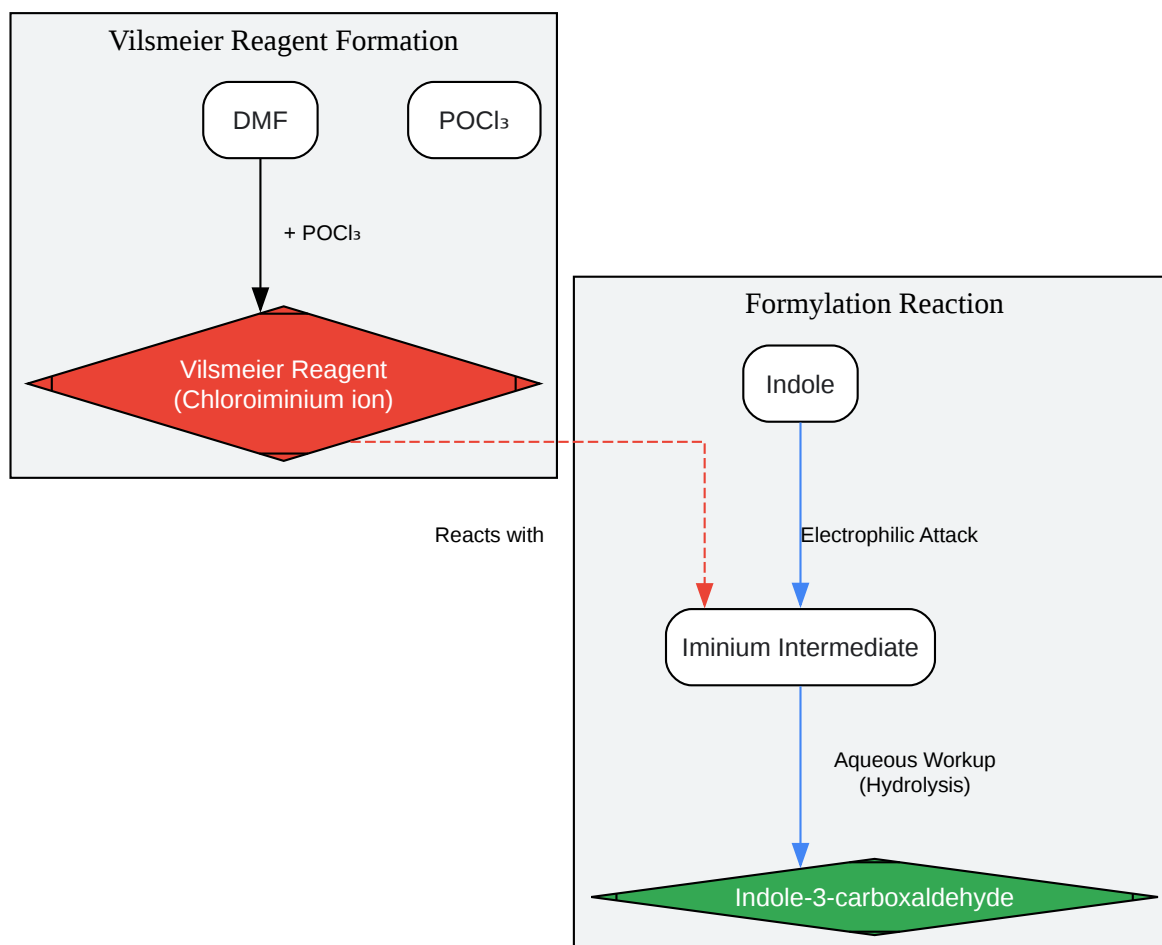 Vilsmeier Reagent Formation
DMF
POCl₃
+ POCl₃
Vilsmeier Reagent
(Chloroiminium ion)
Reacts with
Formylation Reaction
Indole
Electrophilic Attack
Iminium Intermediate
Aqueous Workup
(Hydrolysis)
Indole-3-carboxaldehyde